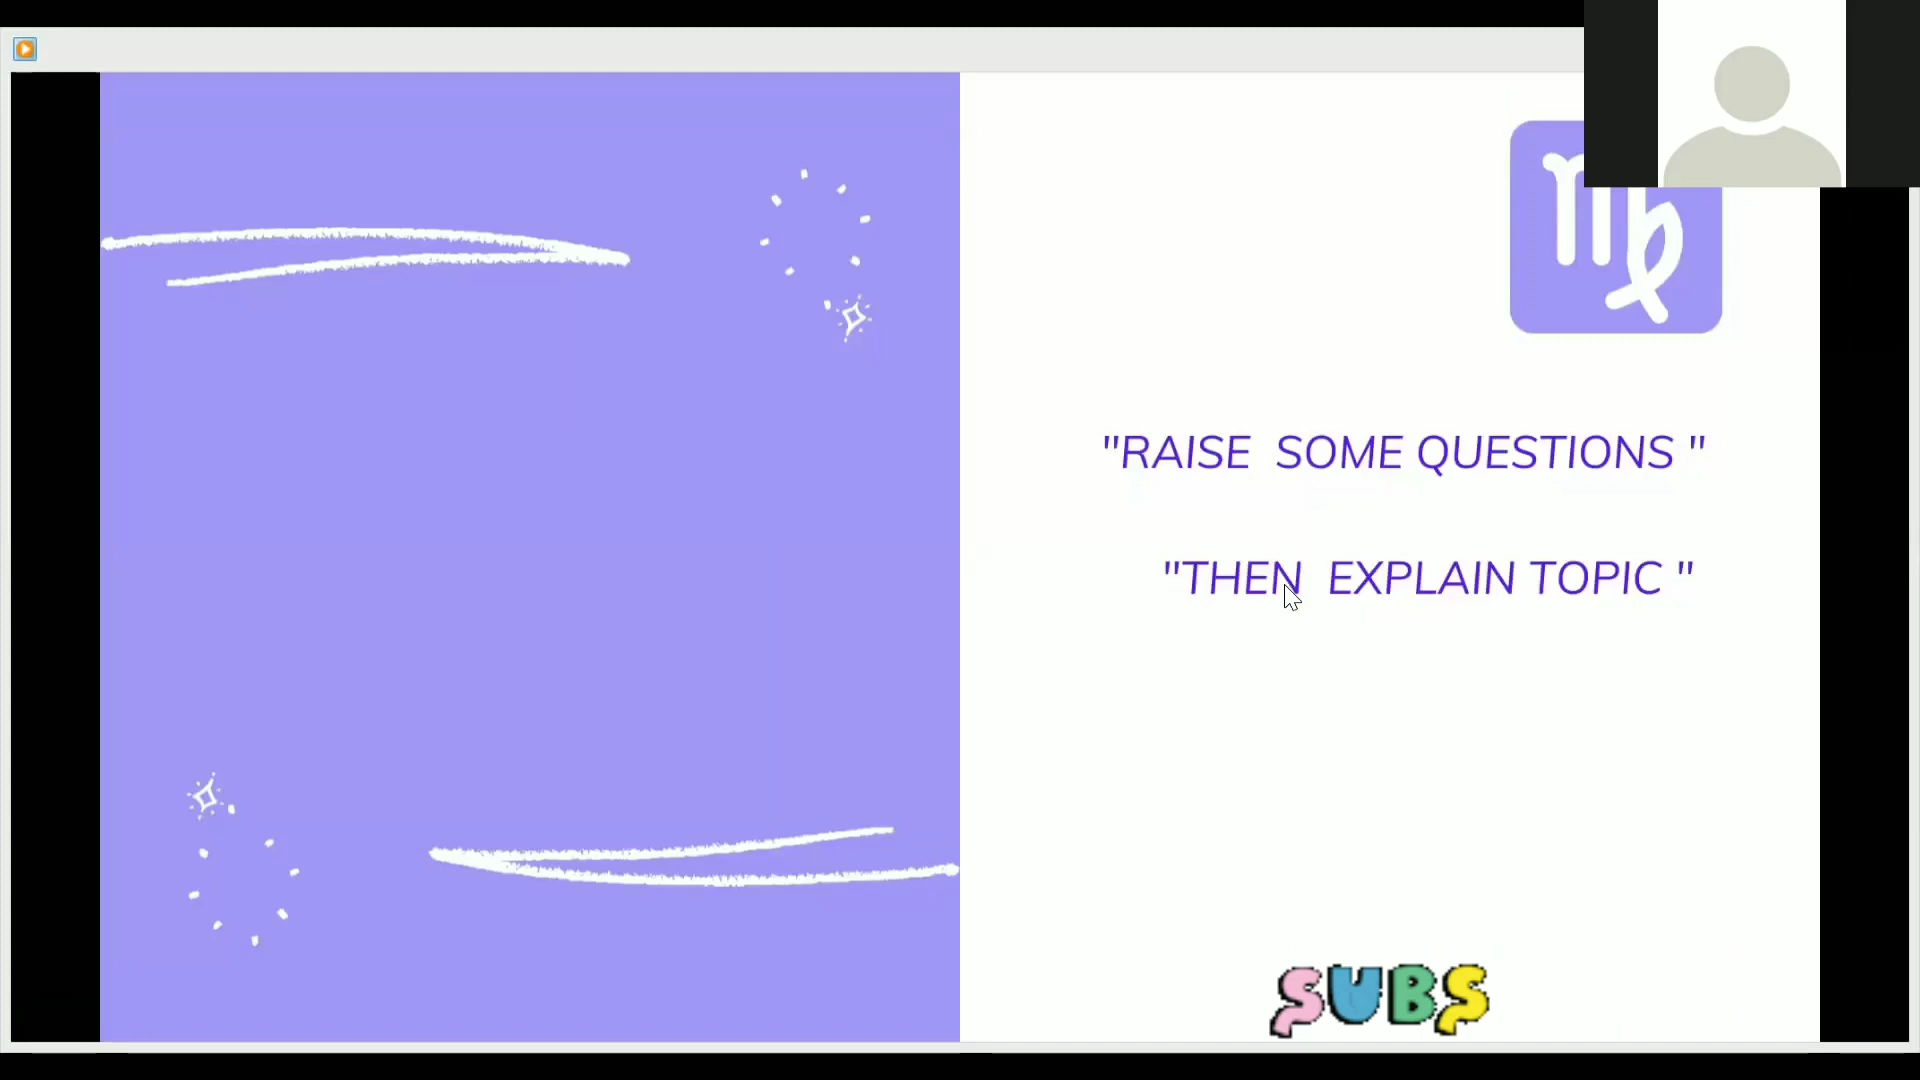 "RAISE  SOME QUESTIONS "
"THEN  EXPLAIN TOPIC "
SUBS